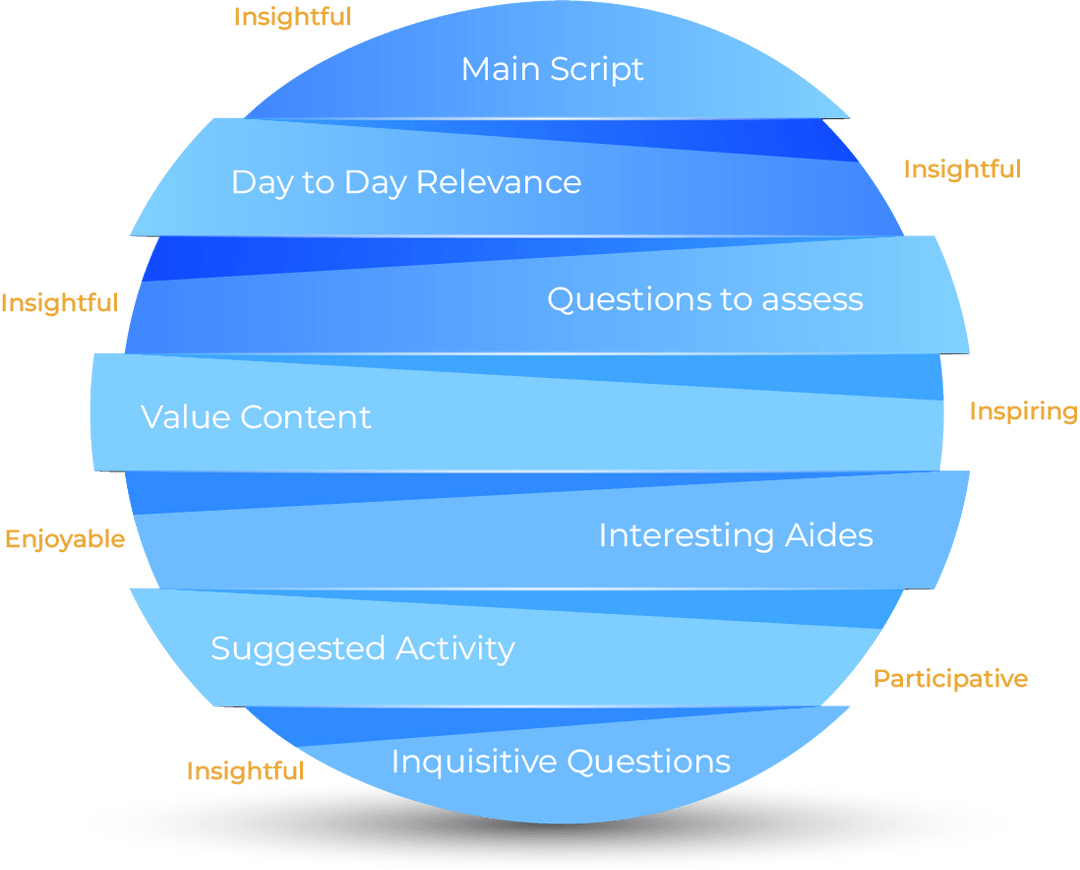 Insightful
Main Script
Day to Day Relevance
Insightful
Insightful
Questions to assess
Value Content
Inspiring
Enjoyable
Interesting Aides
Suggested Activity
Participative
Insightful
Inquisitive Questions